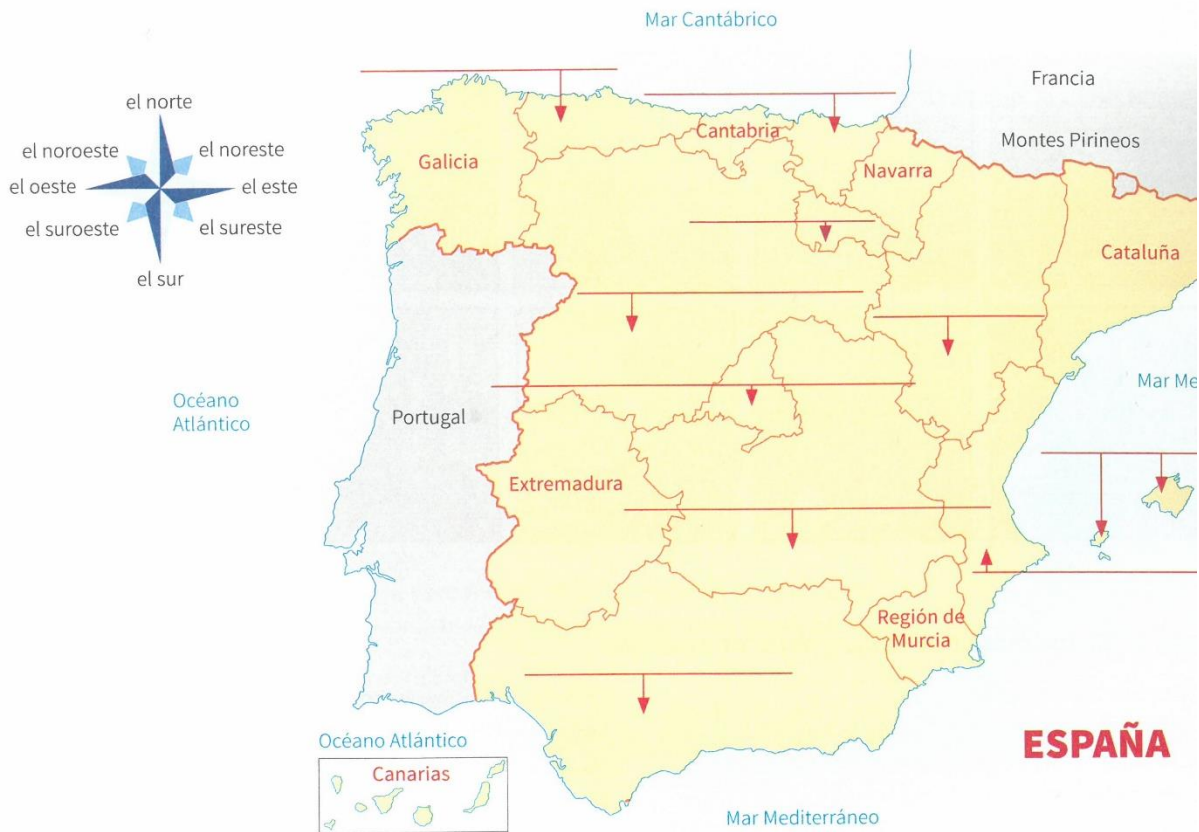 Mar Cantábrico
Francia
Montes Pirineos
el norte
el noroeste
el noreste
el oeste
el este
el suroeste
el sureste
el sur
Galicia
Cantabria
Navarra
Cataluña
Océano
Atlántico
Portugal
Mar Me
Extremadura
Región de
Murcia
Océano Atlántico
Canarias
ESPAÑA
Mar Mediterráneo